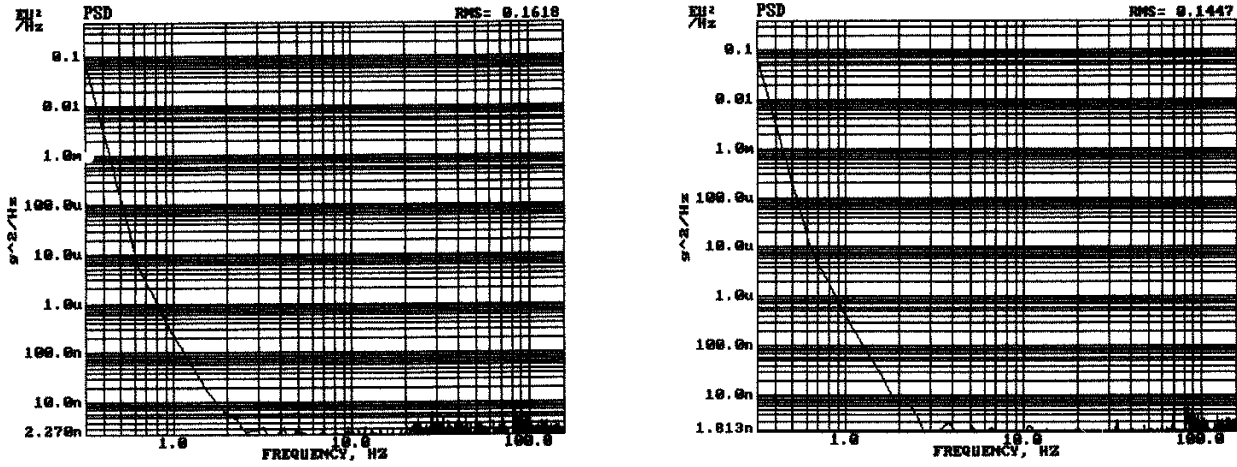 EU²
/Hz
PSD
RMS= 0.1618
0.1
0.01
1.0m
100.0u
10.0u
1.0u
100.0n
10.0n
2.270n
g^2/Hz
1.0
10.0
100.0
FREQUENCY, HZ
EU²
/Hz
PSD
RMS= 0.1447
0.1
0.01
1.0m
100.0u
10.0u
1.0u
100.0n
10.0n
1.813n
g^2/Hz
1.0
10.0
100.0
FREQUENCY, HZ